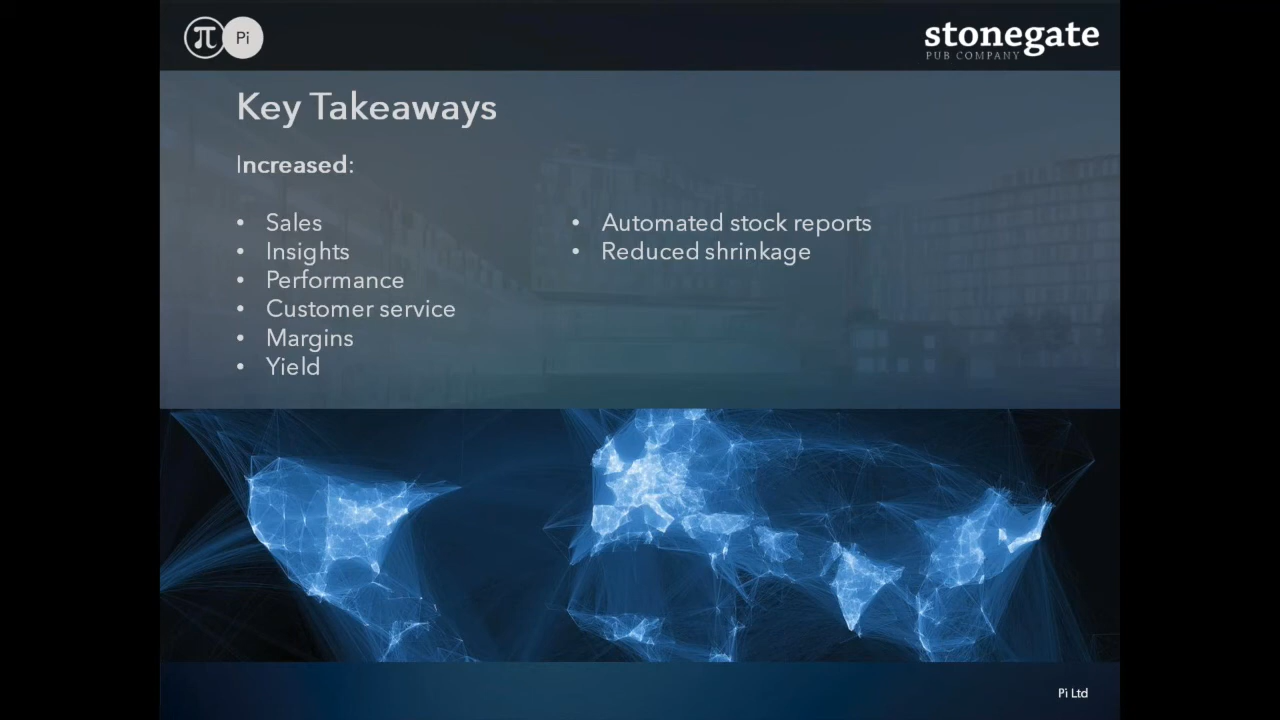 π Pi
stonegate
PUB COMPANY
Key Takeaways
Increased:
• Sales
• Insights
• Performance
• Customer service
• Margins
• Yield
• Automated stock reports
• Reduced shrinkage
Pi Ltd